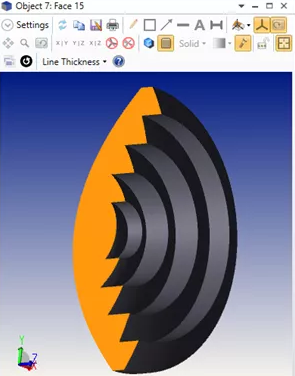 Object 7: Face 15
Settings
X|Y Y|Z X|Z Solid
Line Thickness
Y
Z
X